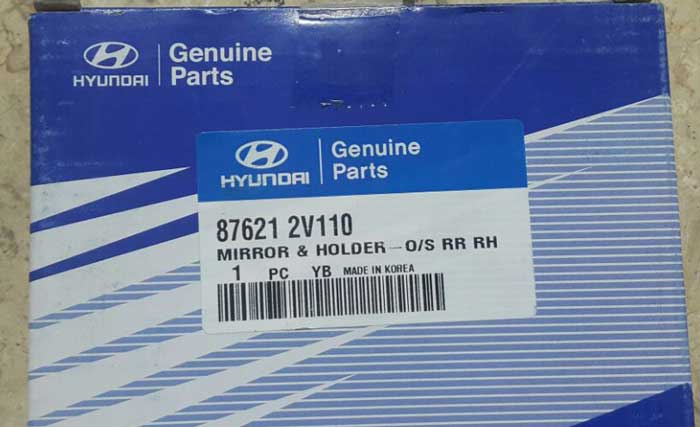 Genuine
HYUNDAI Parts
Genuine
HYUNDAI Parts
87621 2V110
MIRROR & HOLDER-O/S RR RH
1 PC YB MADE IN KOREA